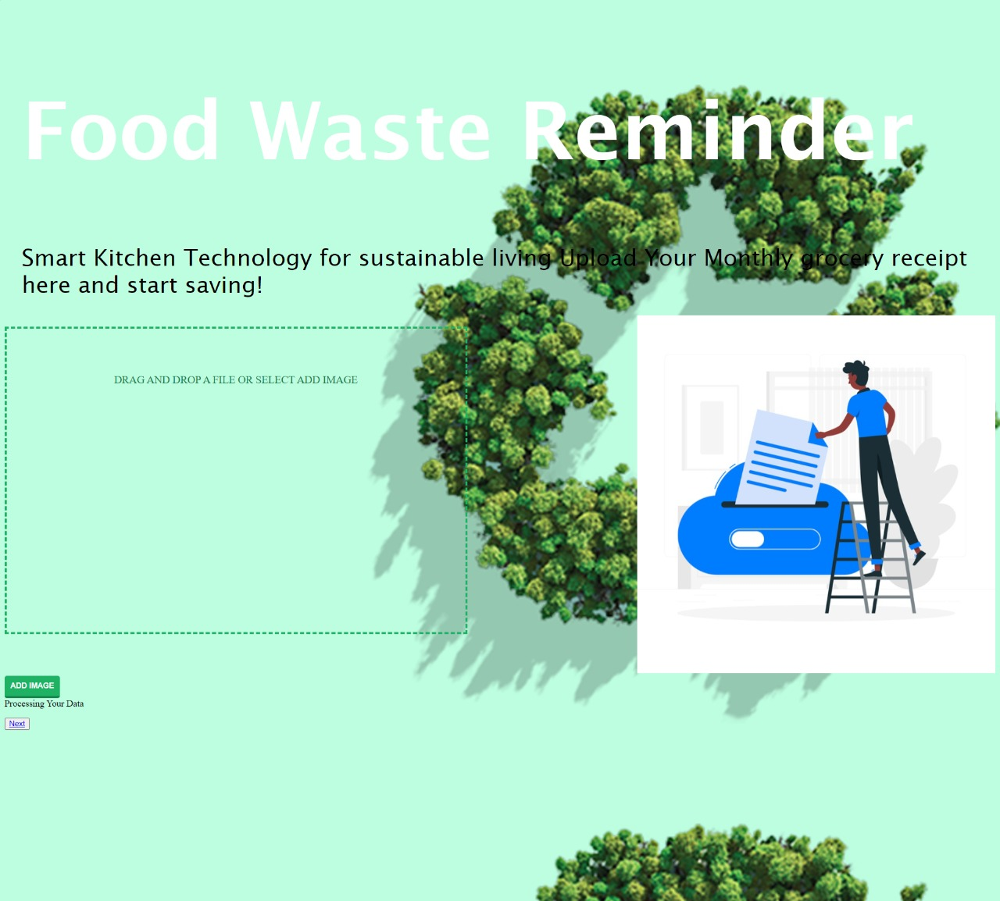 Food Waste Reminder
Smart Kitchen Technology for sustainable living Upload Your Monthly grocery receipt
here and start saving!
DRAG AND DROP A FILE OR SELECT ADD IMAGE
ADD IMAGE
Processing Your Data
Next